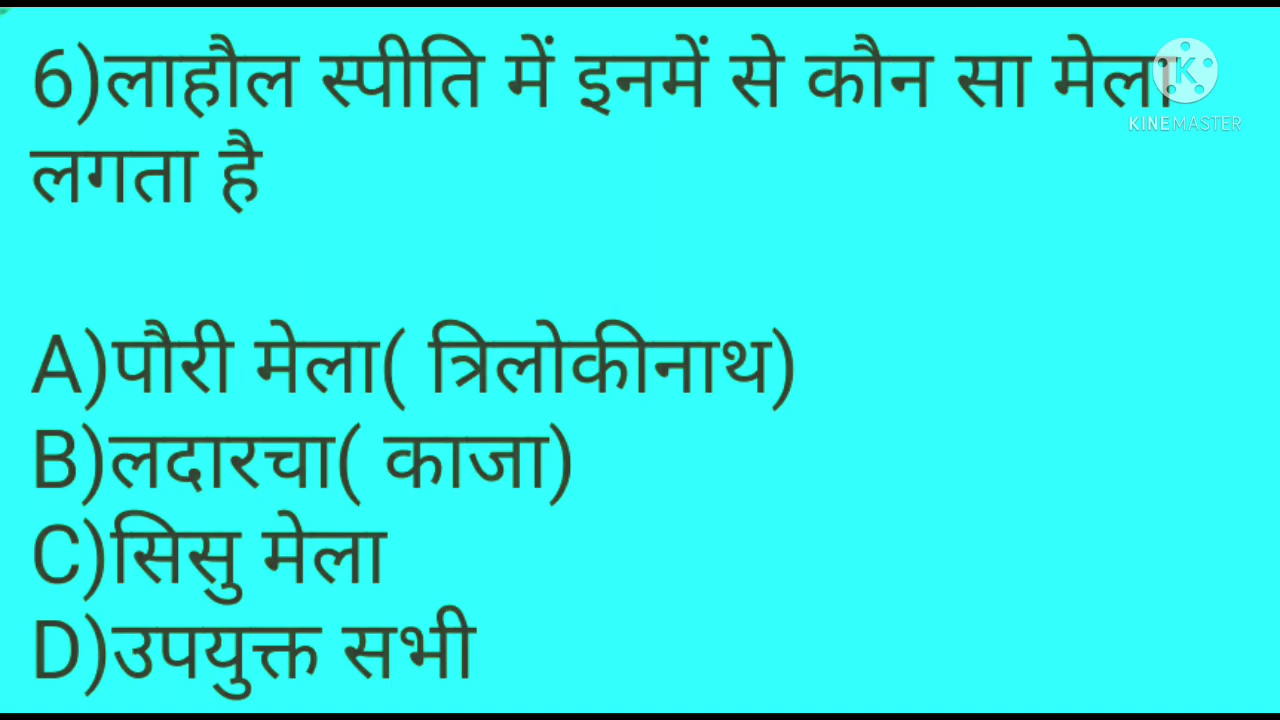 6)लाहौल स्पीति में इनमें से कौन सा मेला
लगता है
A)पौरी मेला( त्रिलोकीनाथ)
B)लदारचा( काजा)
C)सिसु मेला
D)उपयुक्त सभी
K
KINEMASTER